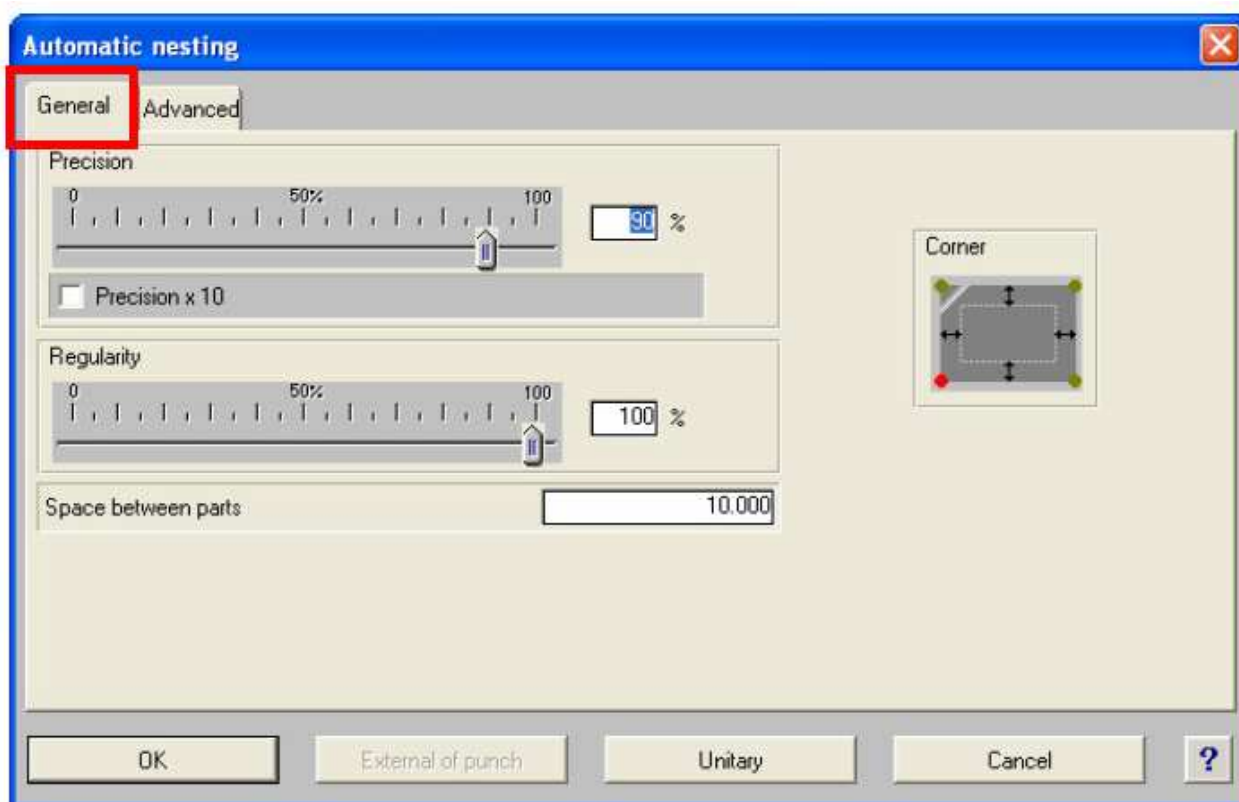 Automatic nesting
General Advanced
Precision
0 50% 100
90 %
Precision x 10
Regularity
0 50% 100
100 %
Space between parts 10.000
Corner
OK External of punch Unitary Cancel ?